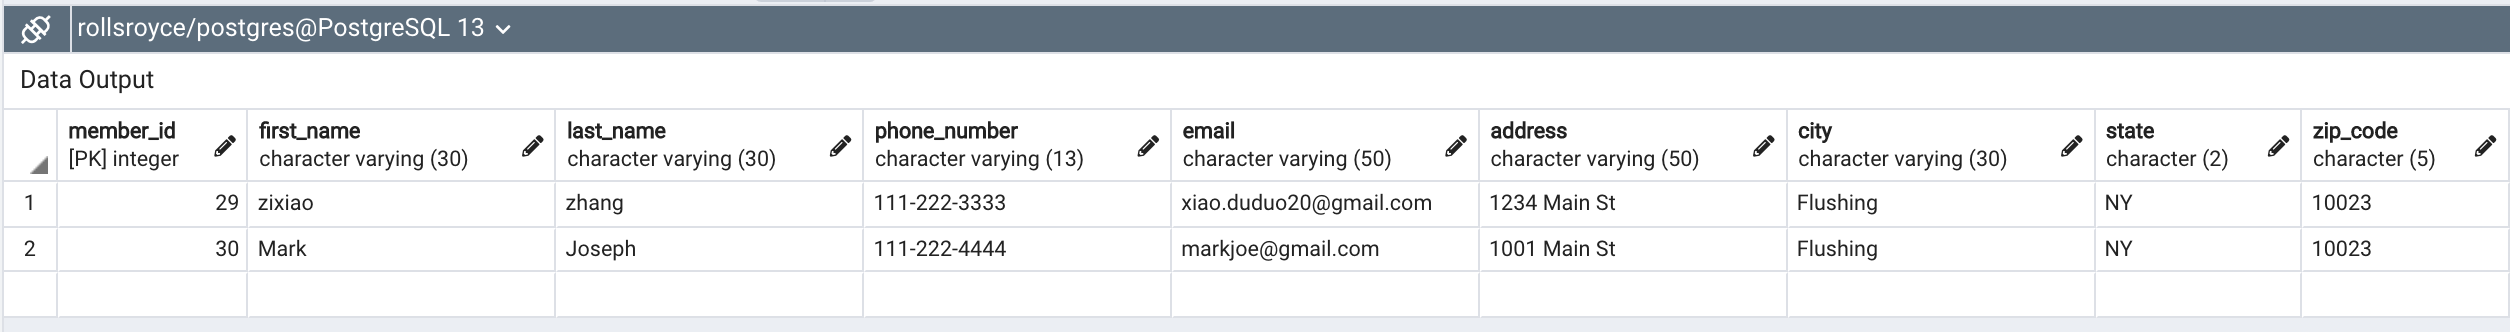 rollsroyce/postgres@PostgreSQL 13
Data Output
member_id first_name last_name phone_number email address city state zip_code
[PK] integer character varying (30) character varying (30) character varying (13) character varying (50) character varying (50) character varying (30) character (2) character (5)
1 29 zixiao zhang 111-222-3333 xiao.duduo20@gmail.com 1234 Main St Flushing NY 10023
2 30 Mark Joseph 111-222-4444 markjoe@gmail.com 1001 Main St Flushing NY 10023